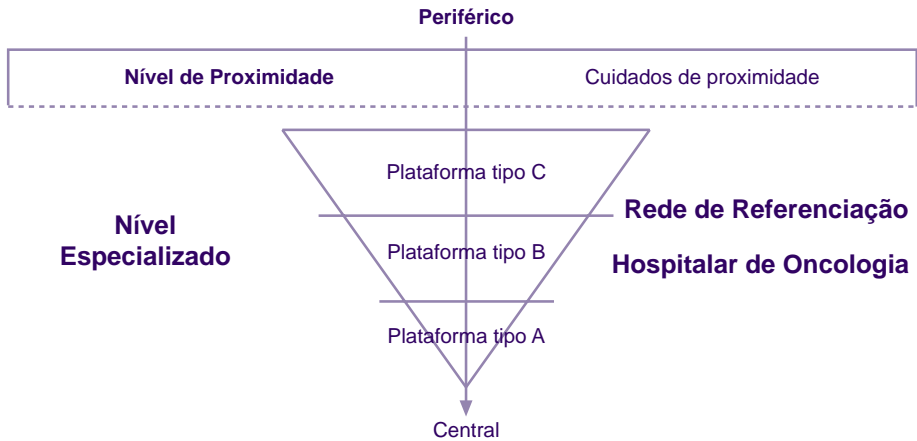 Periférico
Nível de Proximidade
Cuidados de proximidade
Plataforma tipo C
Nível
Especializado
Plataforma tipo B
Rede de Referenciação
Hospitalar de Oncologia
Plataforma tipo A
Central